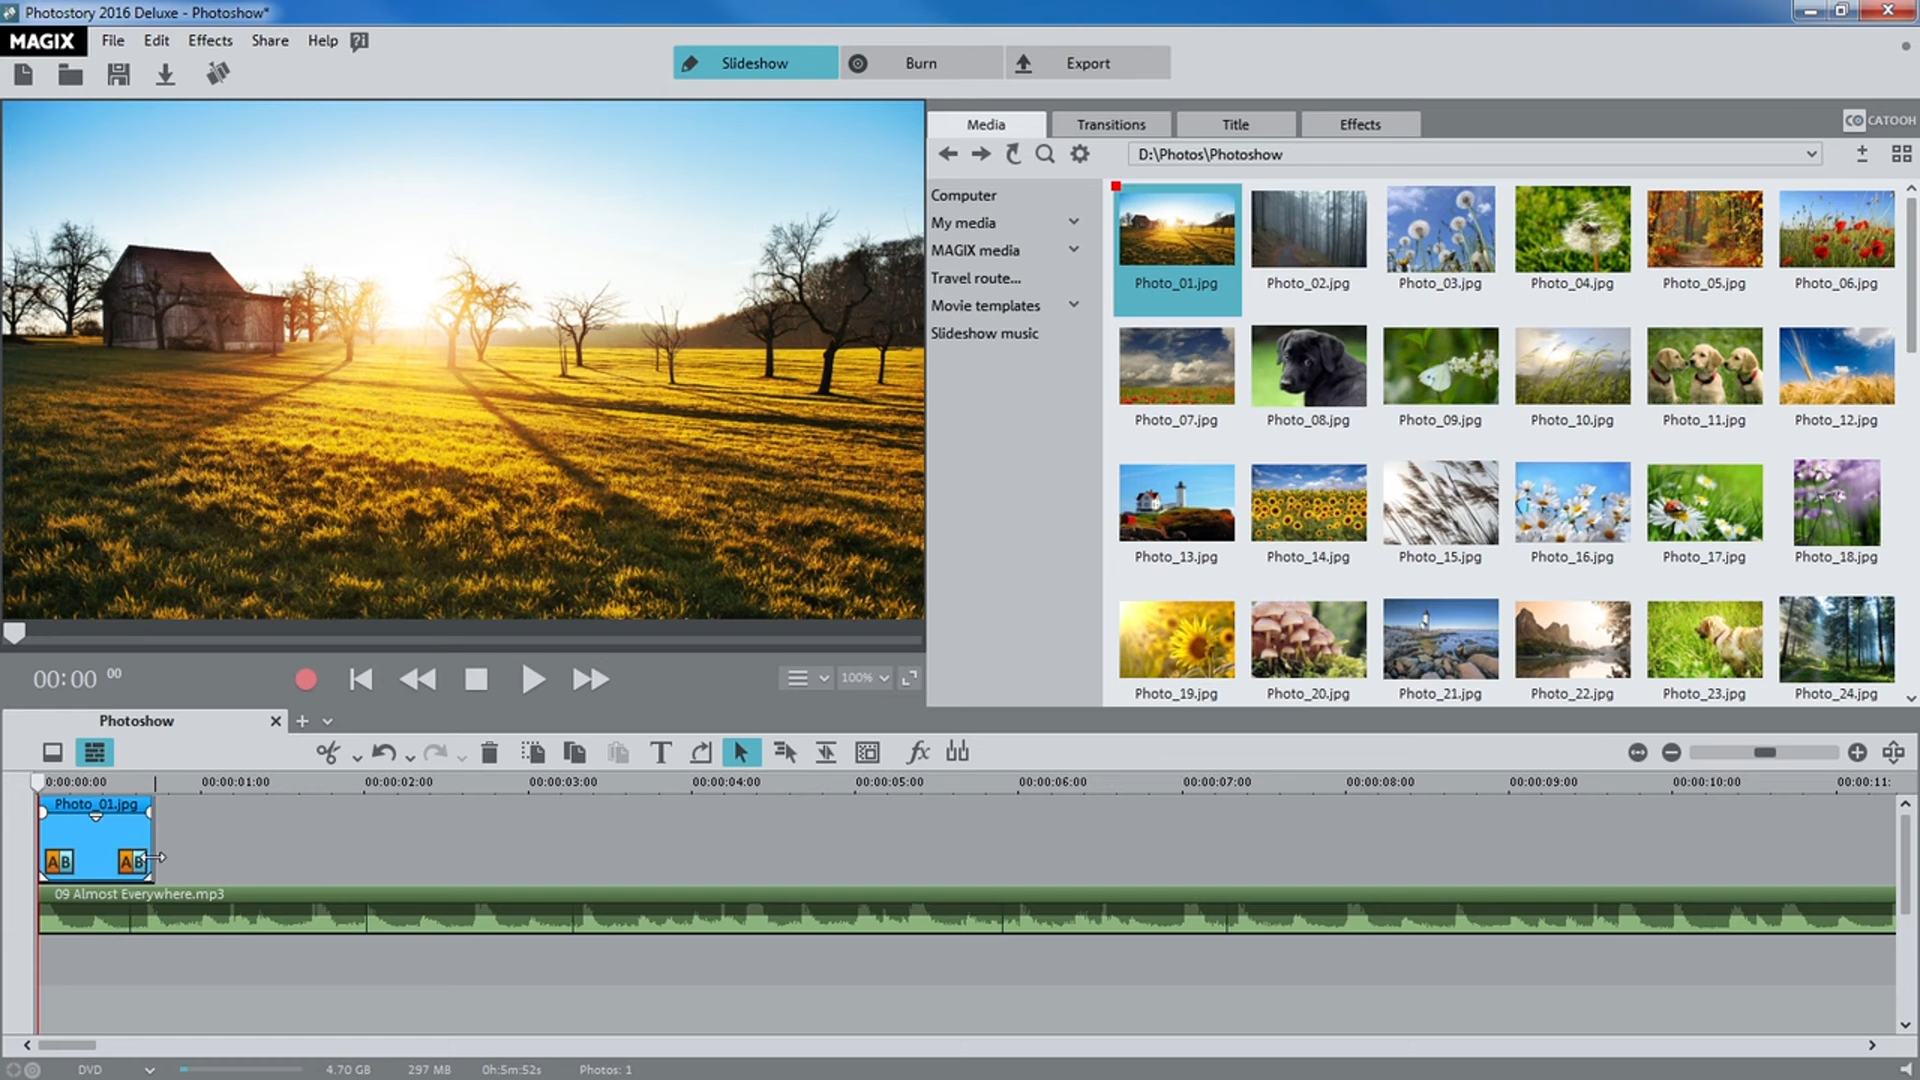 Photostory 2016 Deluxe - Photoshow*
MAGIX File Edit Effects Share Help
Slideshow Burn Export
Media Transitions Title Effects CATOOH
D:\Photos\Photoshow
Computer
My media
MAGIX media
Travel route...
Movie templates
Slideshow music
Photo_01.jpg Photo_02.jpg Photo_03.jpg Photo_04.jpg Photo_05.jpg Photo_06.jpg
Photo_07.jpg Photo_08.jpg Photo_09.jpg Photo_10.jpg Photo_11.jpg Photo_12.jpg
Photo_13.jpg Photo_14.jpg Photo_15.jpg Photo_16.jpg Photo_17.jpg Photo_18.jpg
Photo_19.jpg Photo_20.jpg Photo_21.jpg Photo_22.jpg Photo_23.jpg Photo_24.jpg
00:00 00
100%
Photoshow
0:00:00:00 00:00:01:00 00:00:02:00 00:00:03:00 00:00:04:00 00:00:05:00 00:00:06:00 00:00:07:00 00:00:08:00 00:00:09:00 00:00:10:00 00:00:11:
Photo_01.jpg
AB AB
09 Almost Everywhere.mp3
DVD 4.70 GB 297 MB 0h:5m:52s Photos: 1